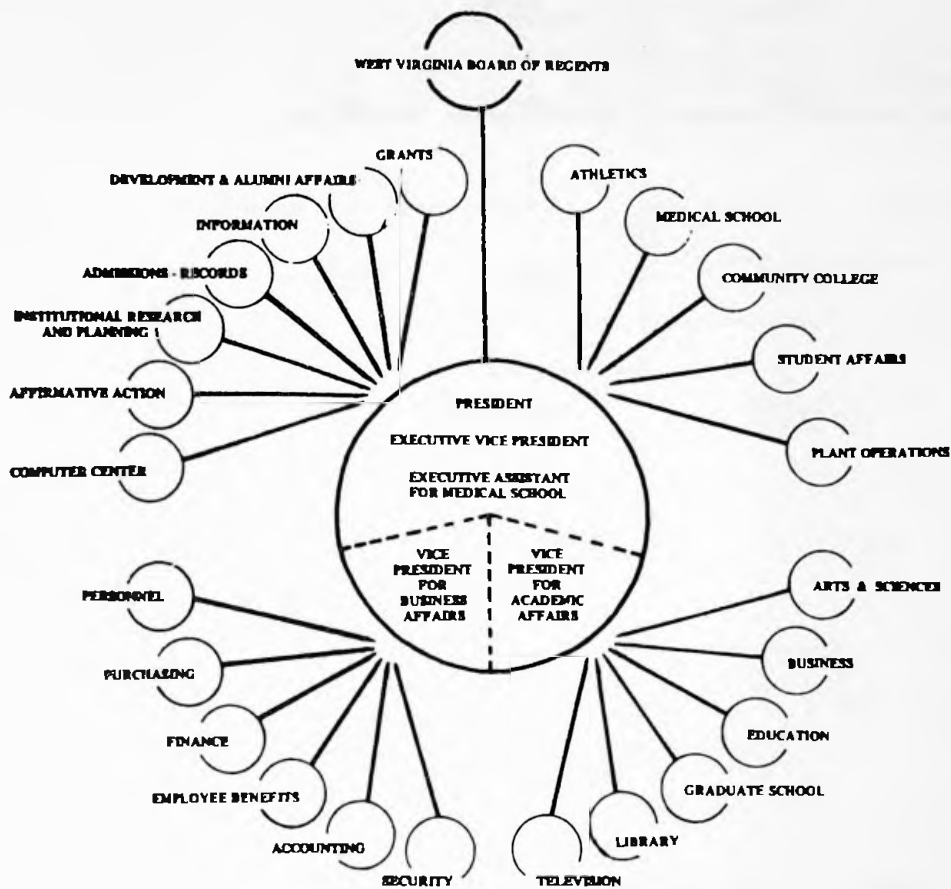 WEST VIRGINIA BOARD OF REGENTS
GRANTS
DEVELOPMENT & ALUMNI AFFAIRS
INFORMATION
ADMISSIONS - RECORDS
INSTITUTIONAL RESEARCH
AND PLANNING
AFFIRMATIVE ACTION
COMPUTER CENTER
ATHLETICS
MEDICAL SCHOOL
COMMUNITY COLLEGE
STUDENT AFFAIRS
PLANT OPERATIONS
PRESIDENT
EXECUTIVE VICE PRESIDENT
EXECUTIVE ASSISTANT
FOR MEDICAL SCHOOL
VICE
PRESIDENT
FOR
BUSINESS
AFFAIRS
VICE
PRESIDENT
FOR
ACADEMIC
AFFAIRS
PERSONNEL
PURCHASING
FINANCE
EMPLOYEE BENEFITS
ACCOUNTING
SECURITY
ARTS & SCIENCES
BUSINESS
EDUCATION
GRADUATE SCHOOL
LIBRARY
TELEVISION